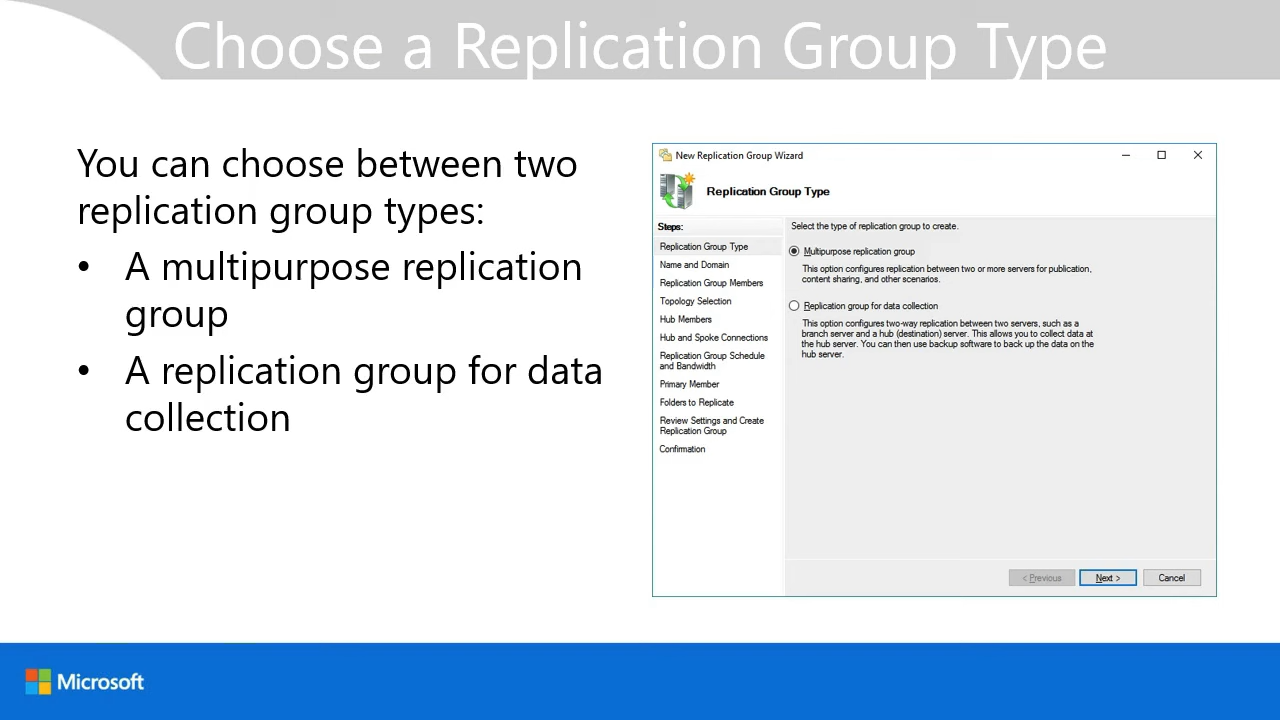 Choose a Replication Group Type
You can choose between two
replication group types:
• A multipurpose replication
group
• A replication group for data
collection
New Replication Group Wizard
Replication Group Type
Steps:
Replication Group Type
Name and Domain
Replication Group Members
Topology Selection
Hub Members
Hub and Spoke Connections
Replication Group Schedule
and Bandwidth
Primary Member
Folders to Replicate
Review Settings and Create
Replication Group
Confirmation
Select the type of replication group to create.
Multipurpose replication group
This option configures replication between two or more servers for publication,
content sharing, and other scenarios.
Replication group for data collection
This option configures two-way replication between two servers, such as a
branch server and a hub (destination) server. This allows you to collect data at
the hub server. You can then use backup software to back up the data on the
hub server.
< Previous
Next >
Cancel
Microsoft